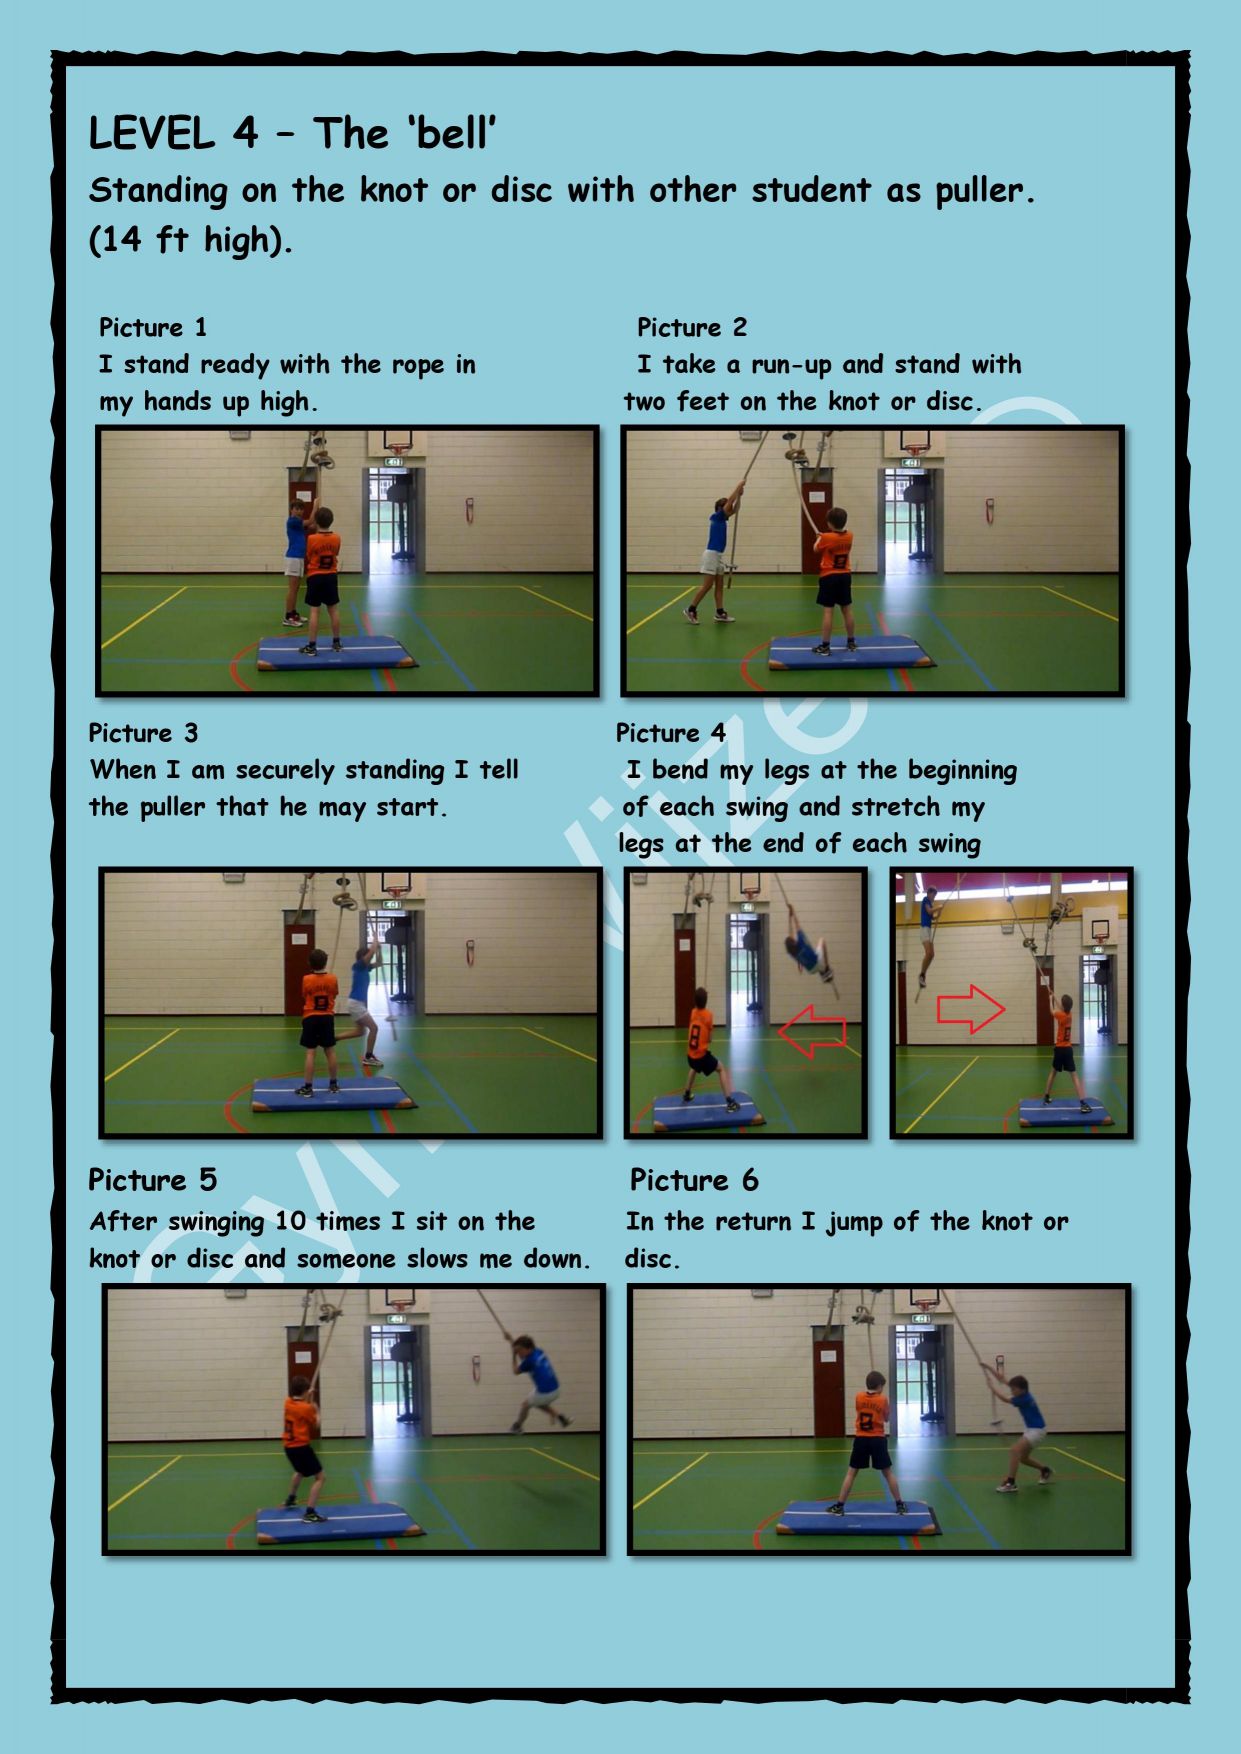 LEVEL 4 – The ‘bell’
Standing on the knot or disc with other student as puller.
(14 ft high).
Picture 1
I stand ready with the rope in
my hands up high.
Picture 2
I take a run-up and stand with
two feet on the knot or disc.
Picture 3
When I am securely standing I tell
the puller that he may start.
Picture 4
I bend my legs at the beginning
of each swing and stretch my
legs at the end of each swing
Picture 5
After swinging 10 times I sit on the
knot or disc and someone slows me down.
Picture 6
In the return I jump of the knot or
disc.